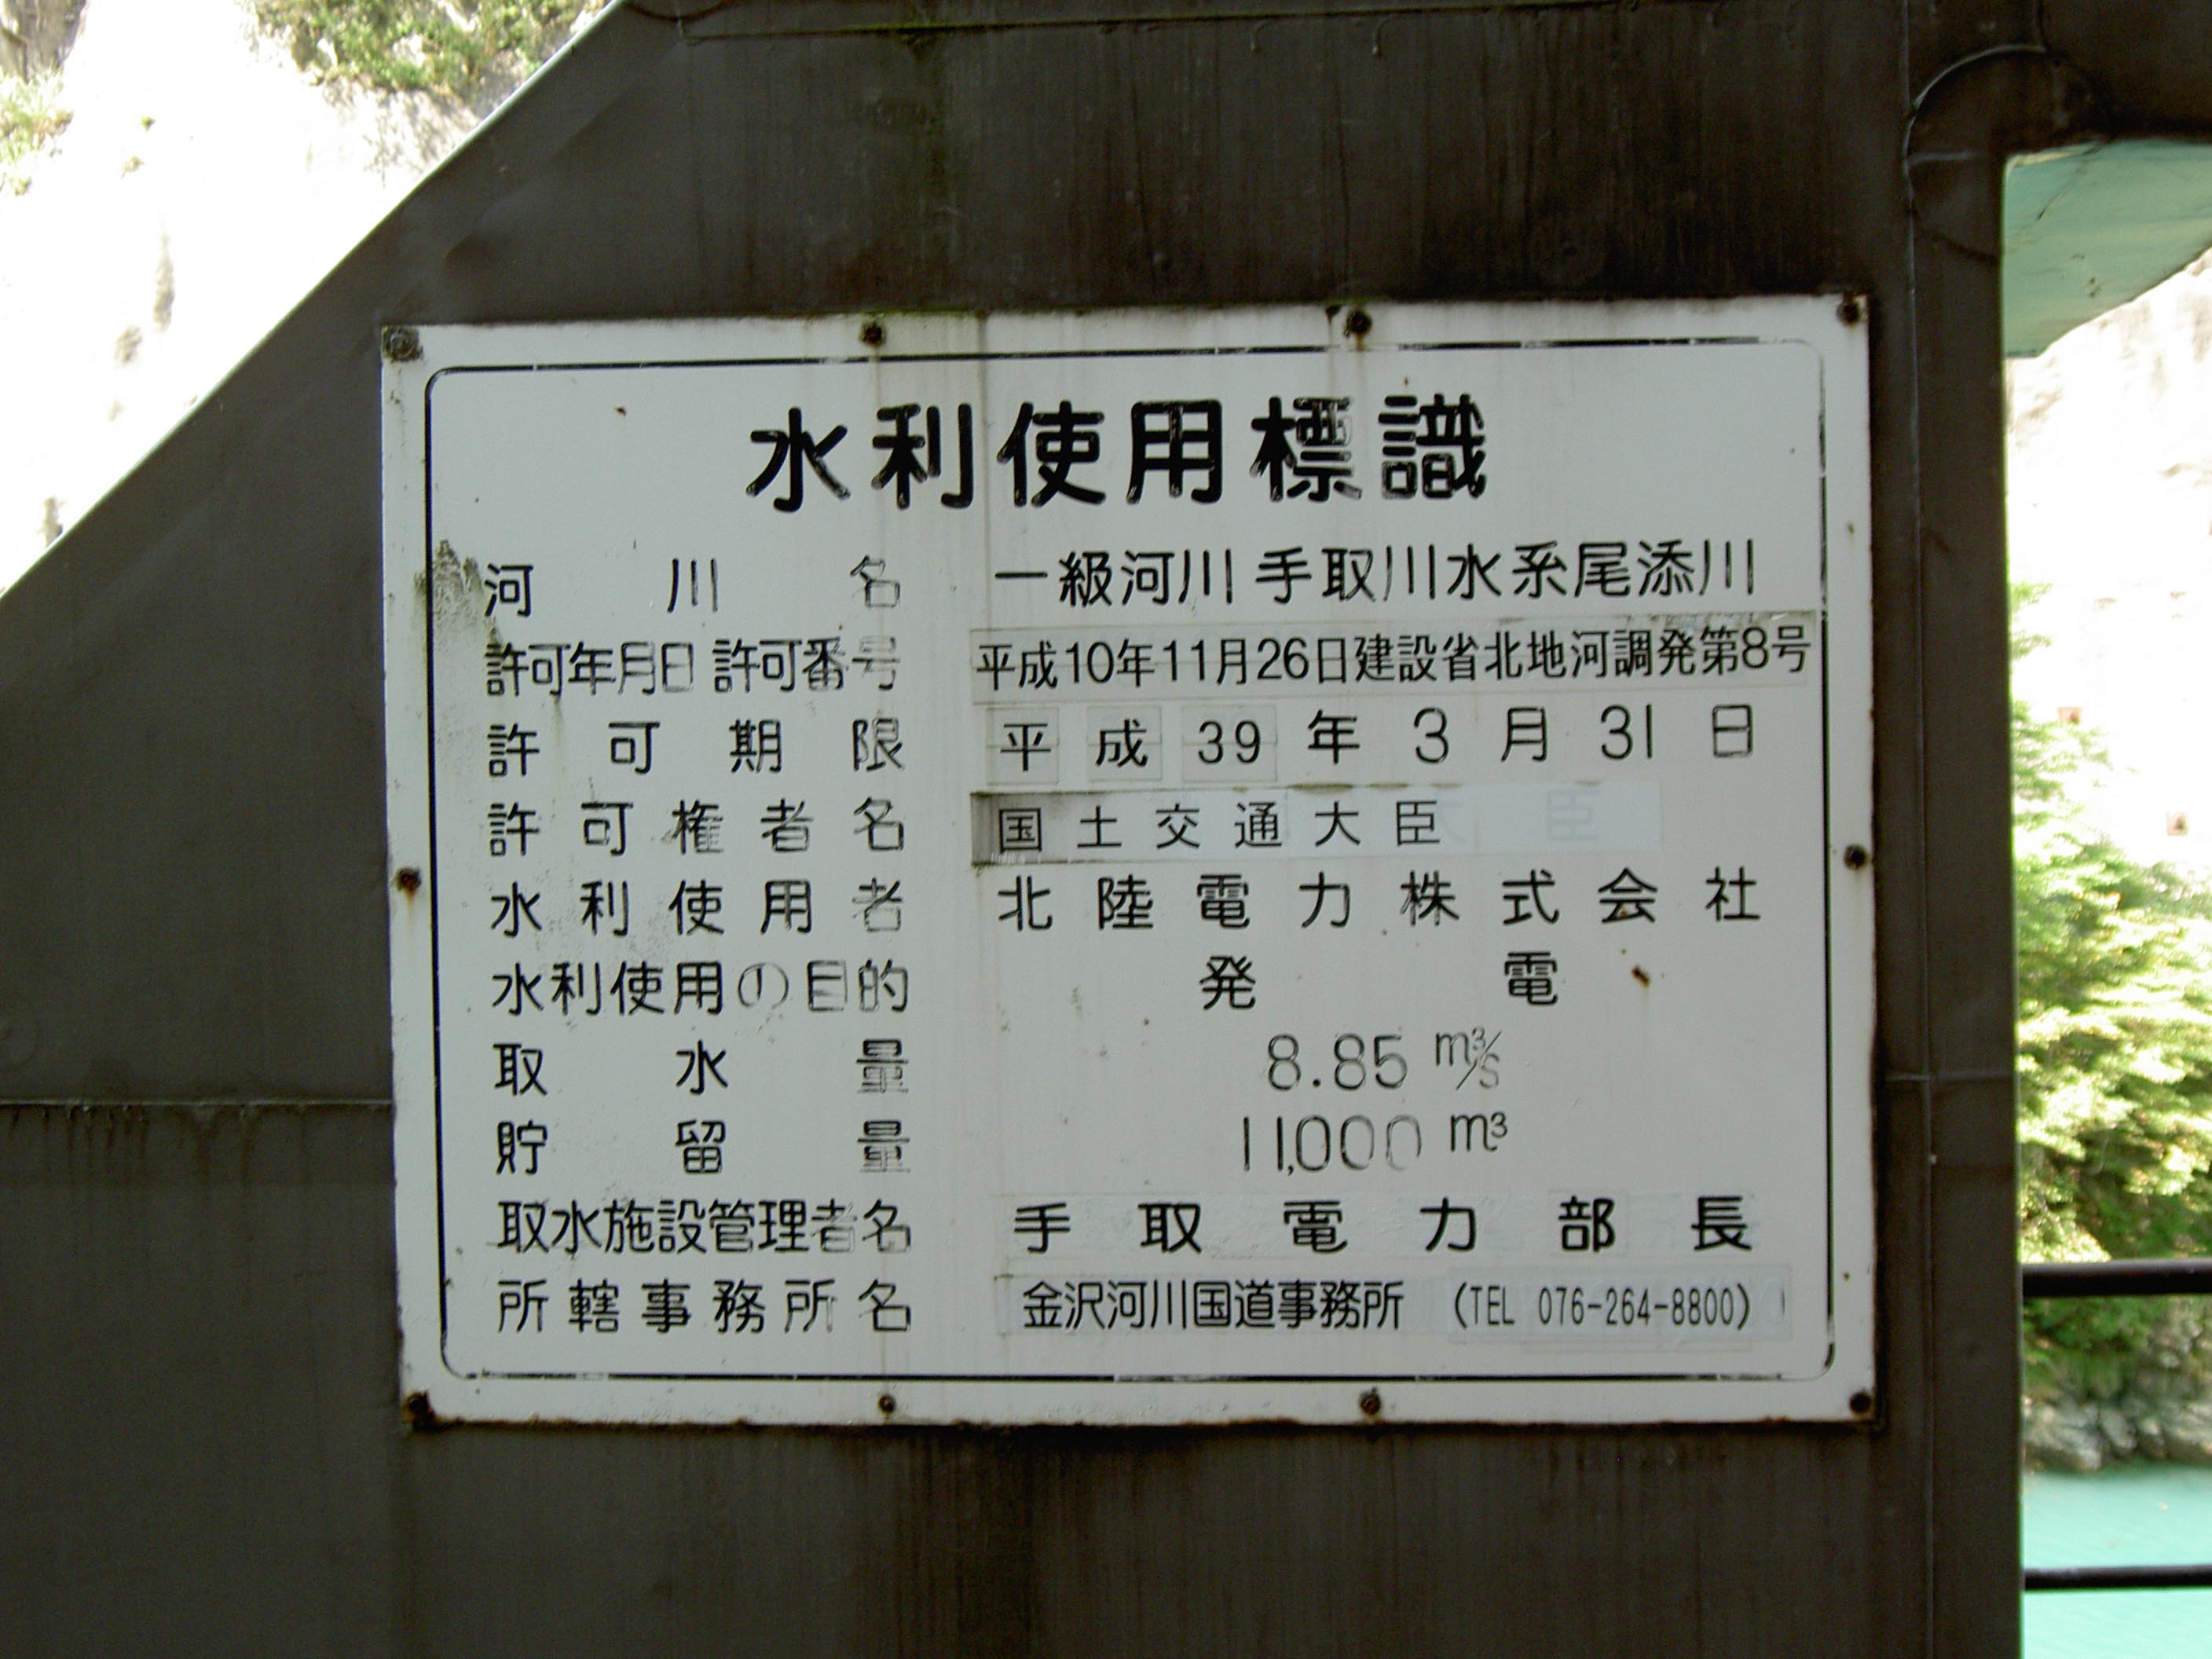 水利使用標識
河川名 一級河川 手取川水系尾添川
許可年月日 許可番号 平成10年11月26日建設省北地河調発第8号
許可期限 平成39年3月31日
許可権者名 国土交通大臣
水利使用者 北陸電力株式会社
水利使用の目的 発電
取水量 8.85 m³/s
貯留量 11,000 m³
取水施設管理者名 手取電力部長
所轄事務所名 金沢河川国道事務所 (TEL 076-264-8800)